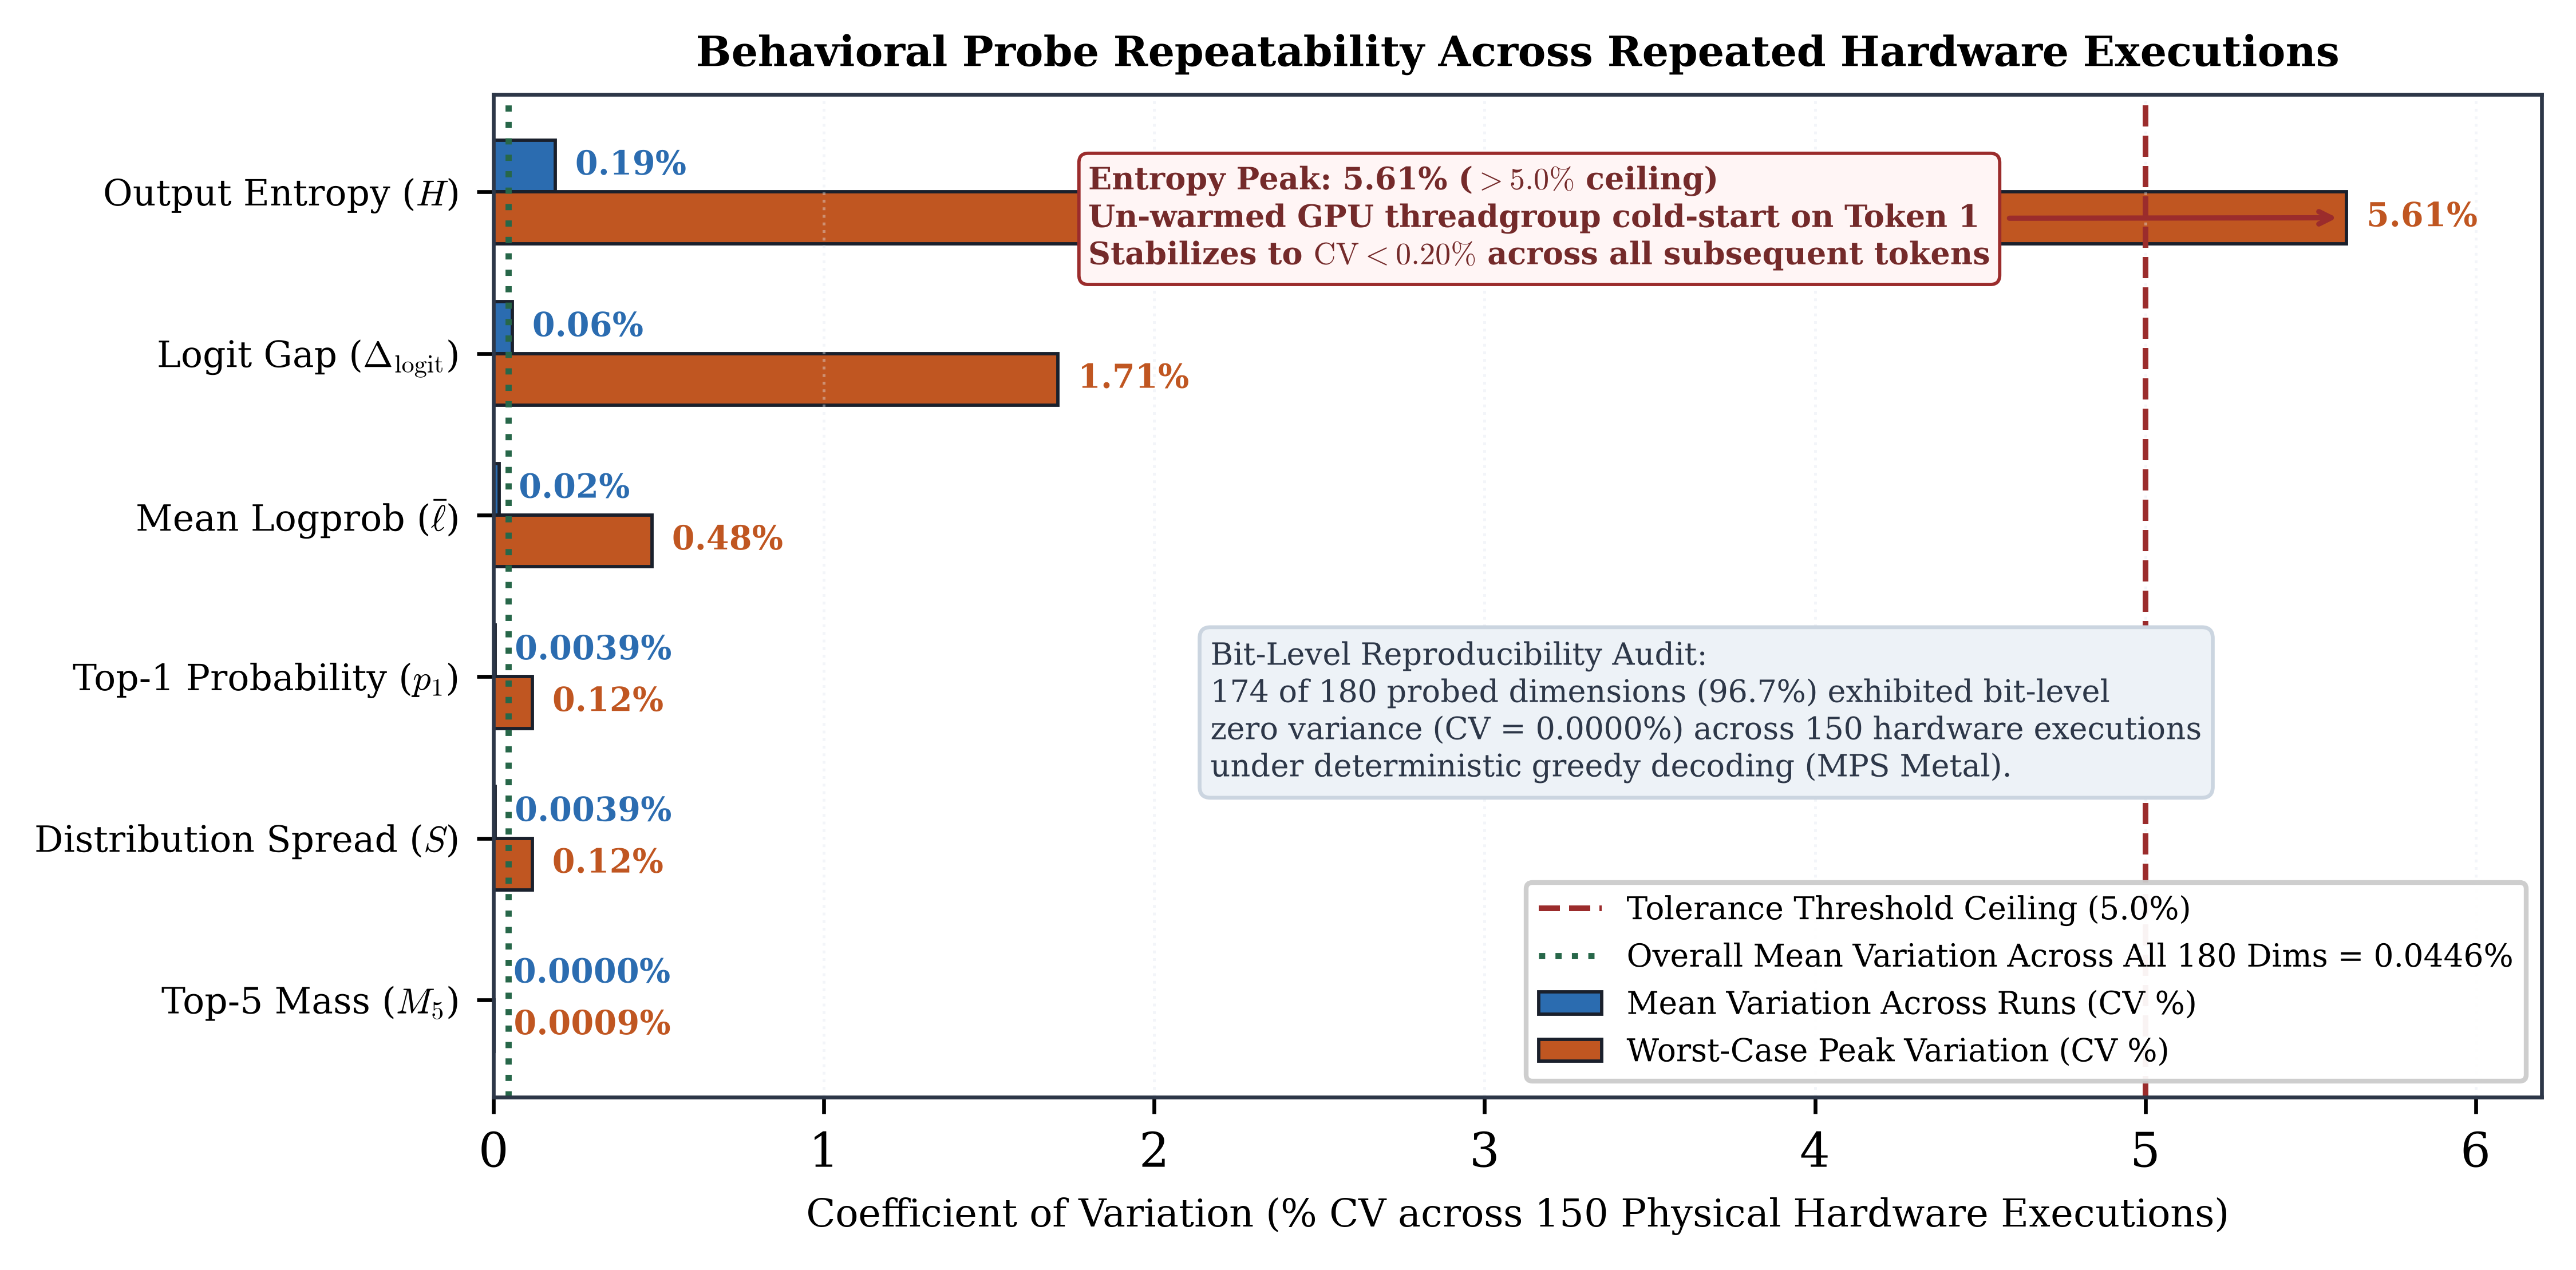 Behavioral Probe Repeatability Across Repeated Hardware Executions
Output Entropy (H)
0.19%
5.61%
Entropy Peak: 5.61% ( > 5.0% ceiling)
Un-warmed GPU threadgroup cold-start on Token 1
Stabilizes to CV < 0.20% across all subsequent tokens
Logit Gap (Δlogit)
0.06%
1.71%
Mean Logprob (ℓ̄)
0.02%
0.48%
Top-1 Probability (p₁)
0.0039%
0.12%
Bit-Level Reproducibility Audit:
174 of 180 probed dimensions (96.7%) exhibited bit-level
zero variance (CV = 0.0000%) across 150 hardware executions
under deterministic greedy decoding (MPS Metal).
Distribution Spread (S)
0.0039%
0.12%
Top-5 Mass (M₅)
0.0000%
0.0009%
Tolerance Threshold Ceiling (5.0%)
Overall Mean Variation Across All 180 Dims = 0.0446%
Mean Variation Across Runs (CV %)
Worst-Case Peak Variation (CV %)
0 1 2 3 4 5 6
Coefficient of Variation (% CV across 150 Physical Hardware Executions)